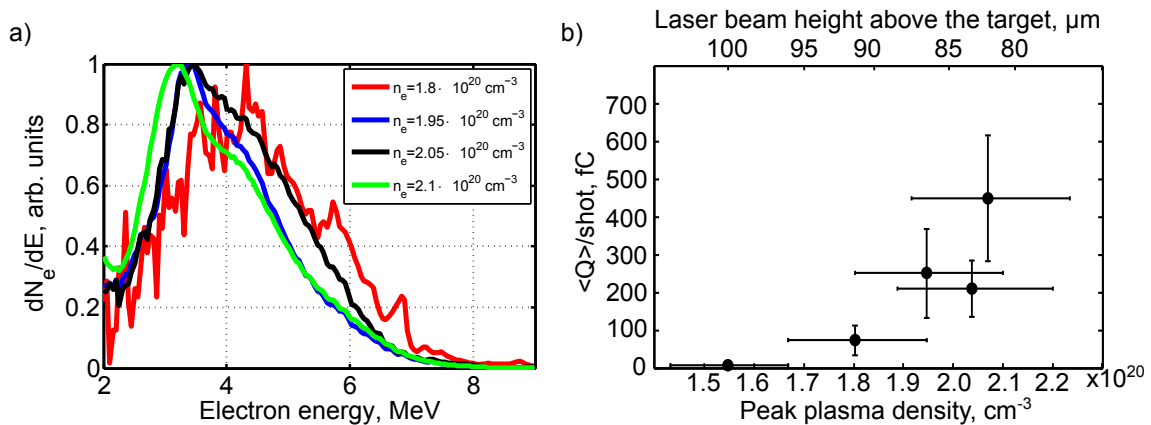 a)
dN_e/dE, arb. units
1
0.8
0.6
0.4
0.2
0
2
4
6
8
Electron energy, MeV
n_e=1.8· 10^20 cm^−3
n_e=1.95· 10^20 cm^−3
n_e=2.05· 10^20 cm^−3
n_e=2.1· 10^20 cm^−3
b)
Laser beam height above the target, µm
100 95 90 85 80
<Q>/shot, fC
700
600
500
400
300
200
100
0
1.5 1.6 1.7 1.8 1.9 2.0 2.1 2.2 x10^20
Peak plasma density, cm^-3